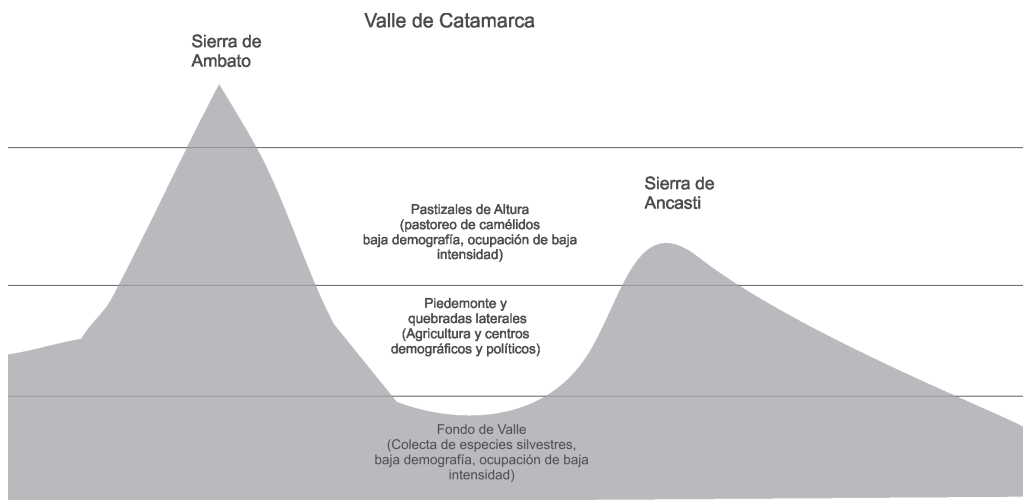 Valle de Catamarca
Sierra de
Ambato
Sierra de
Ancasti
Pastizales de Altura
(pastoreo de camélidos
baja demografía, ocupación de baja
intensidad)
Piedemonte y
quebradas laterales
(Agricultura y centros
demográficos y políticos)
Fondo de Valle
(Colecta de especies silvestres,
baja demografía, ocupación de baja
intensidad)